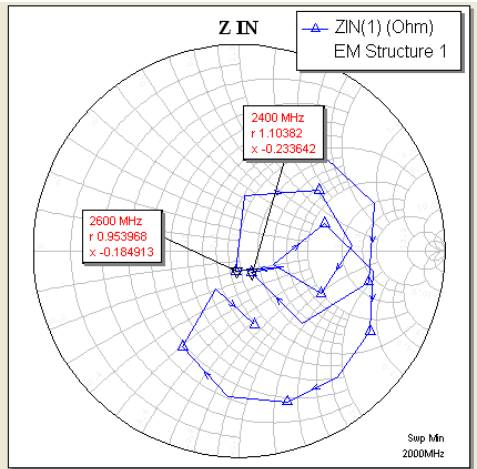 Z IN
ZIN(1) (Ohm)
EM Structure 1
2400 MHz
r 1.10382
x -0.233642
2600 MHz
r 0.953968
x -0.184913
Swp Min
2000MHz